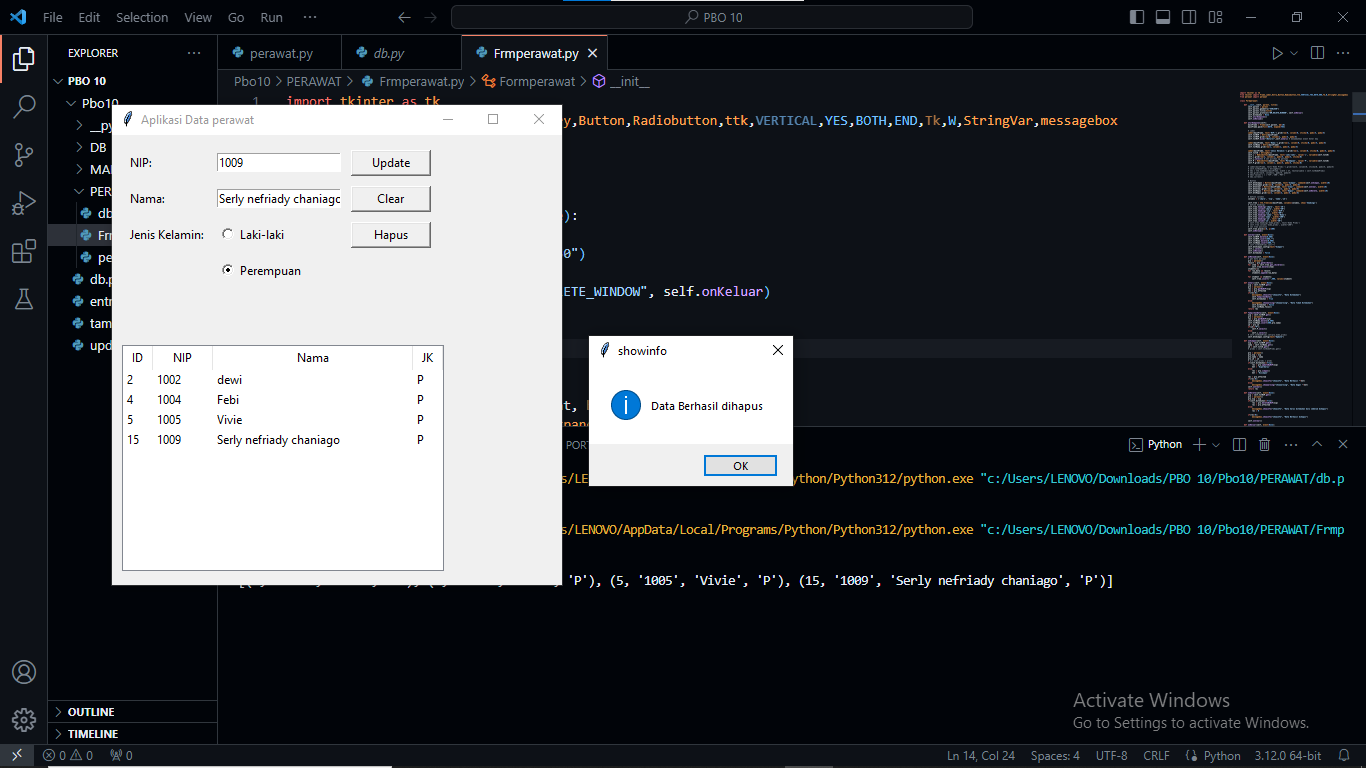 File Edit Selection View Go Run ··· PBO 10
EXPLORER ···
perawat.py db.py Frmperawat.py
PBO 10
Pbo10 > PERAWAT > Frmperawat.py > Formperawat > __init__
Pbo10
1 import tkinter as tk
Aplikasi Data perawat
y,Button,Radiobutton,ttk,VERTICAL,YES,BOTH,END,Tk,W,StringVar,messagebox
__py
DB
MA
PER
db
Frm
pe
db.p
entr
tam
upd
NIP: 1009 Update
Nama: Serly nefriady chaniago Clear
Jenis Kelamin: Laki-laki Hapus
Perempuan
):
0")
ETE_WINDOW", self.onKeluar)
ID NIP Nama JK
2 1002 dewi P
4 1004 Febi P
5 1005 Vivie P
15 1009 Serly nefriady chaniago P
showinfo
Data Berhasil dihapus
OK
PORT
Python
ython/Python312/python.exe "c:/Users/LENOVO/Downloads/PBO 10/Pbo10/PERAWAT/db.p
s/LENOVO/AppData/Local/Programs/Python/Python312/python.exe "c:/Users/LENOVO/Downloads/PBO 10/Pbo10/PERAWAT/Frmp
'P'), (5, '1005', 'Vivie', 'P'), (15, '1009', 'Serly nefriady chaniago', 'P')]
OUTLINE
TIMELINE
Activate Windows
Go to Settings to activate Windows.
0 0 0 Ln 14, Col 24 Spaces: 4 UTF-8 CRLF Python 3.12.0 64-bit